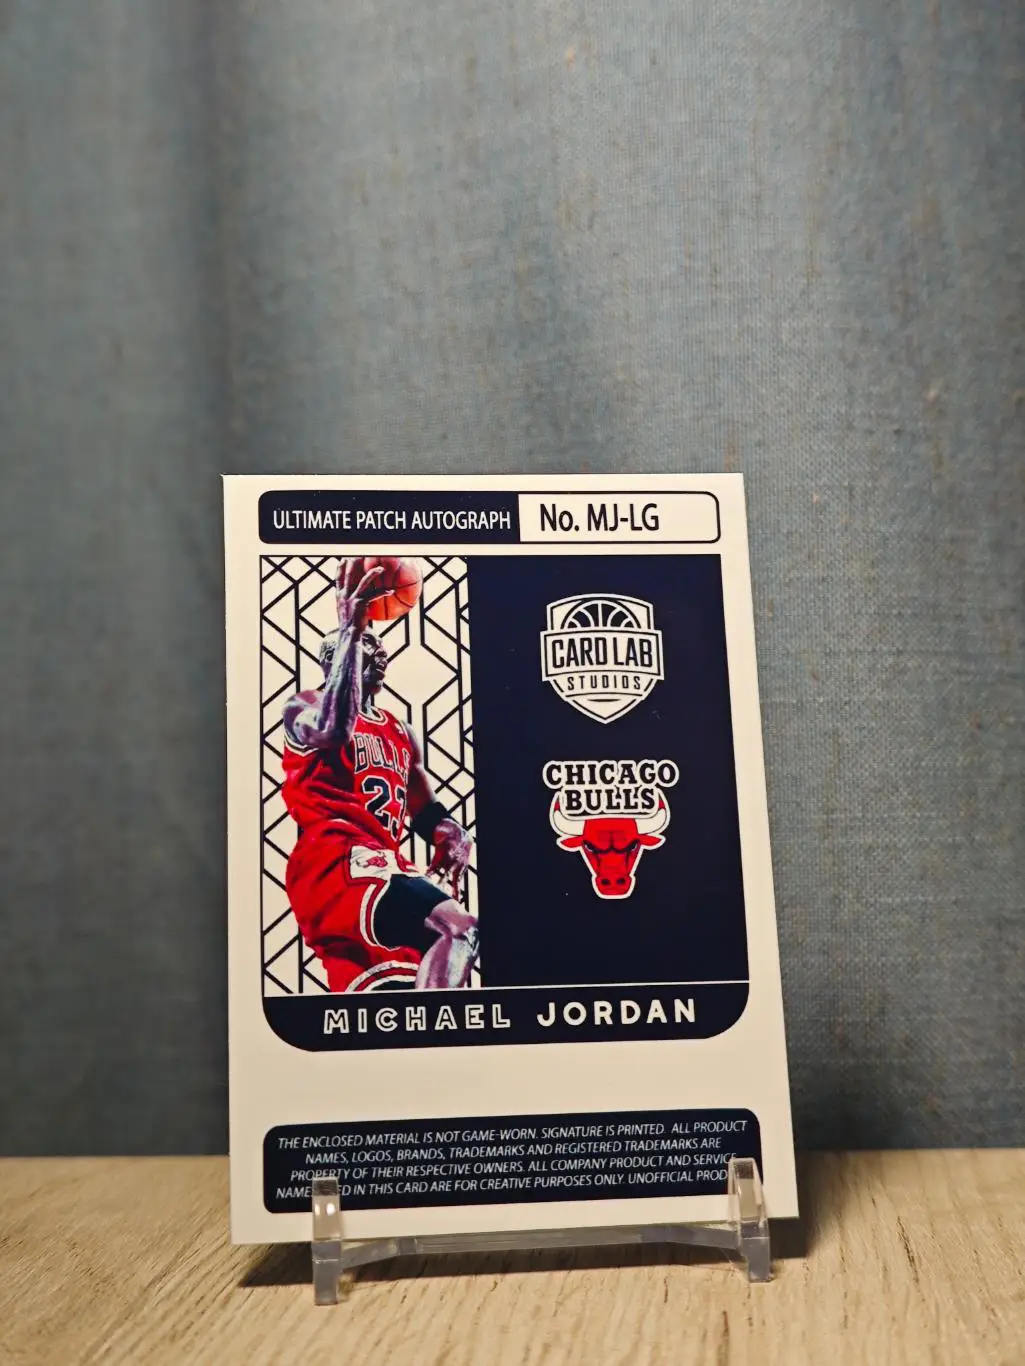 ULTIMATE PATCH AUTOGRAPH No. MJ-LG
CARD LAB
STUDIOS
CHICAGO
BULLS
BULLS
23
MICHAEL JORDAN
THE ENCLOSED MATERIAL IS NOT GAME-WORN. SIGNATURE IS PRINTED. ALL PRODUCT
NAMES, LOGOS, BRANDS, TRADEMARKS AND REGISTERED TRADEMARKS ARE
PROPERTY OF THEIR RESPECTIVE OWNERS. ALL COMPANY PRODUCT AND SERVICE
IN THIS CARD ARE FOR CREATIVE PURPOSES ONLY. UNOFFICIAL